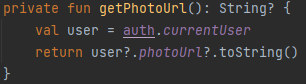 private fun getPhotoUrl(): String? {
    val user = auth.currentUser
    return user?.photoUrl?.toString()
}